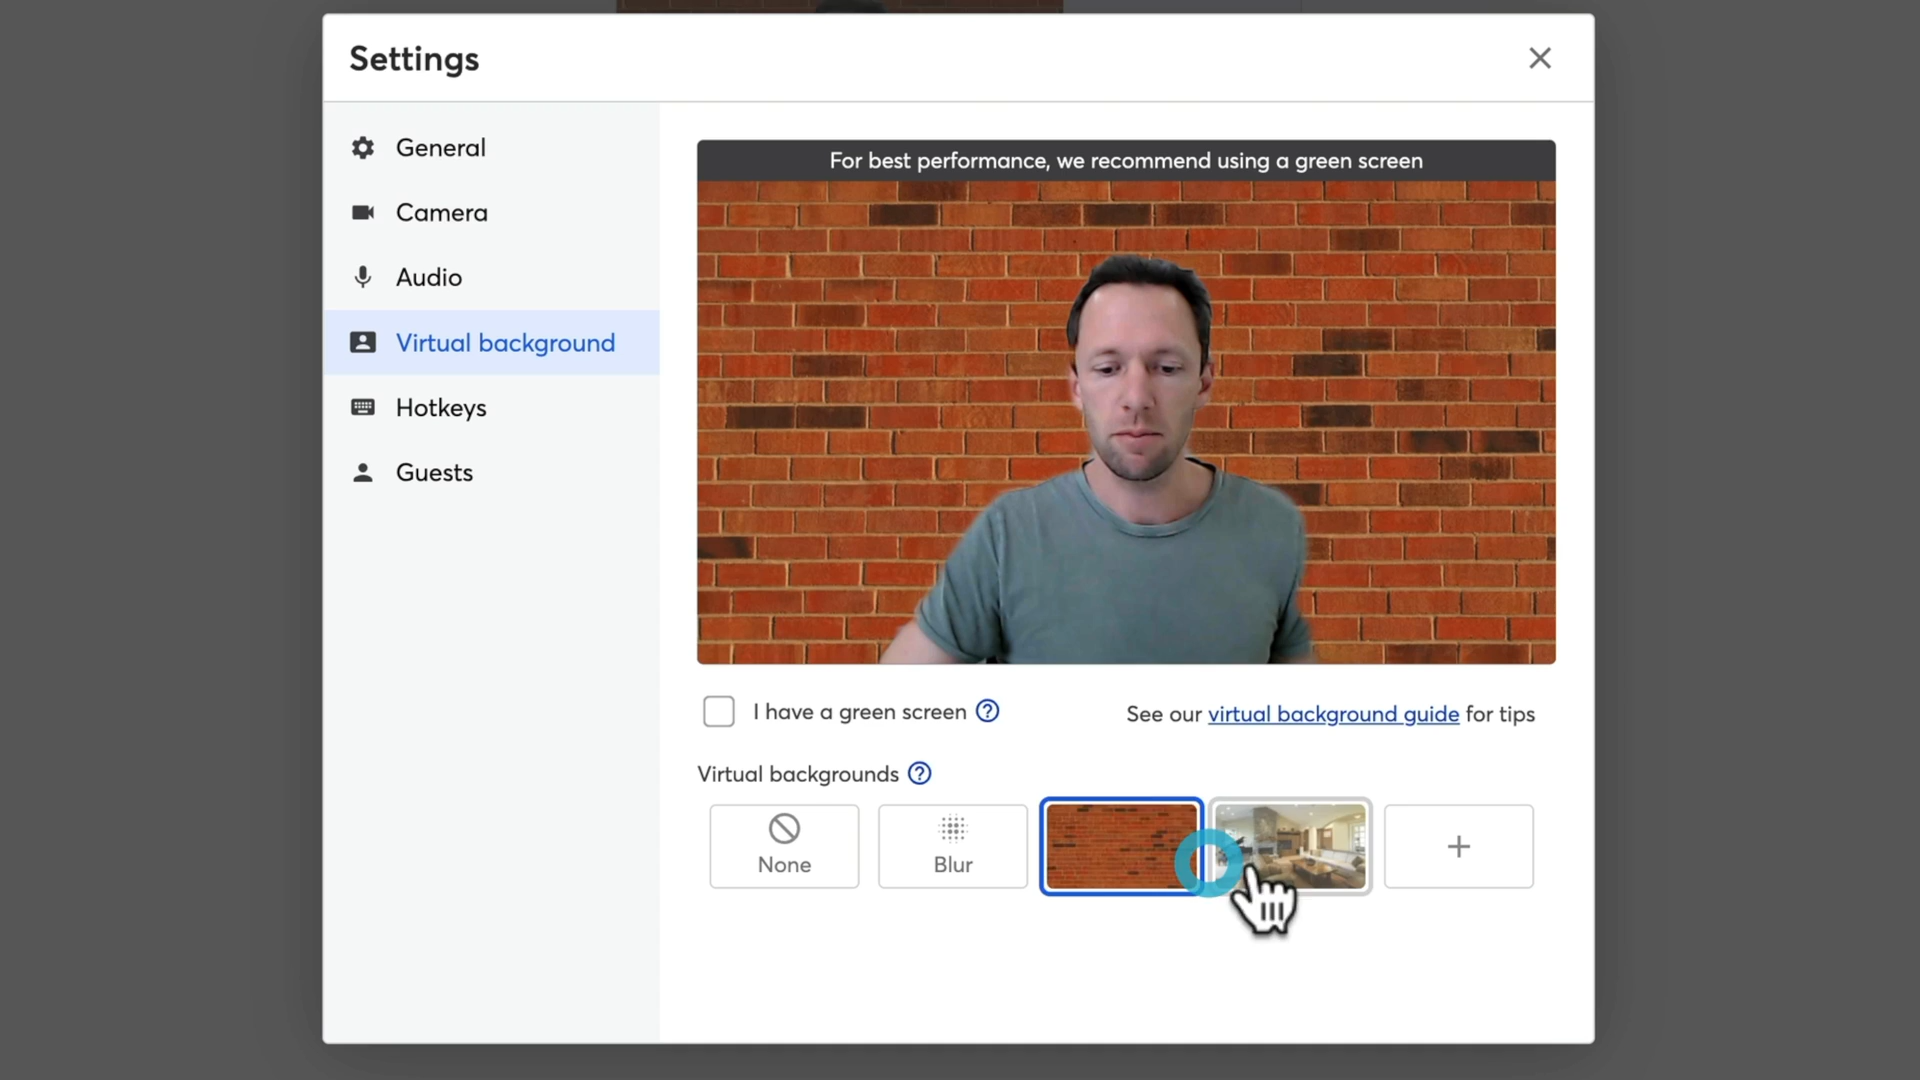 Settings
General
Camera
Audio
Virtual background
Hotkeys
Guests
For best performance, we recommend using a green screen
I have a green screen
See our virtual background guide for tips
Virtual backgrounds
None
Blur